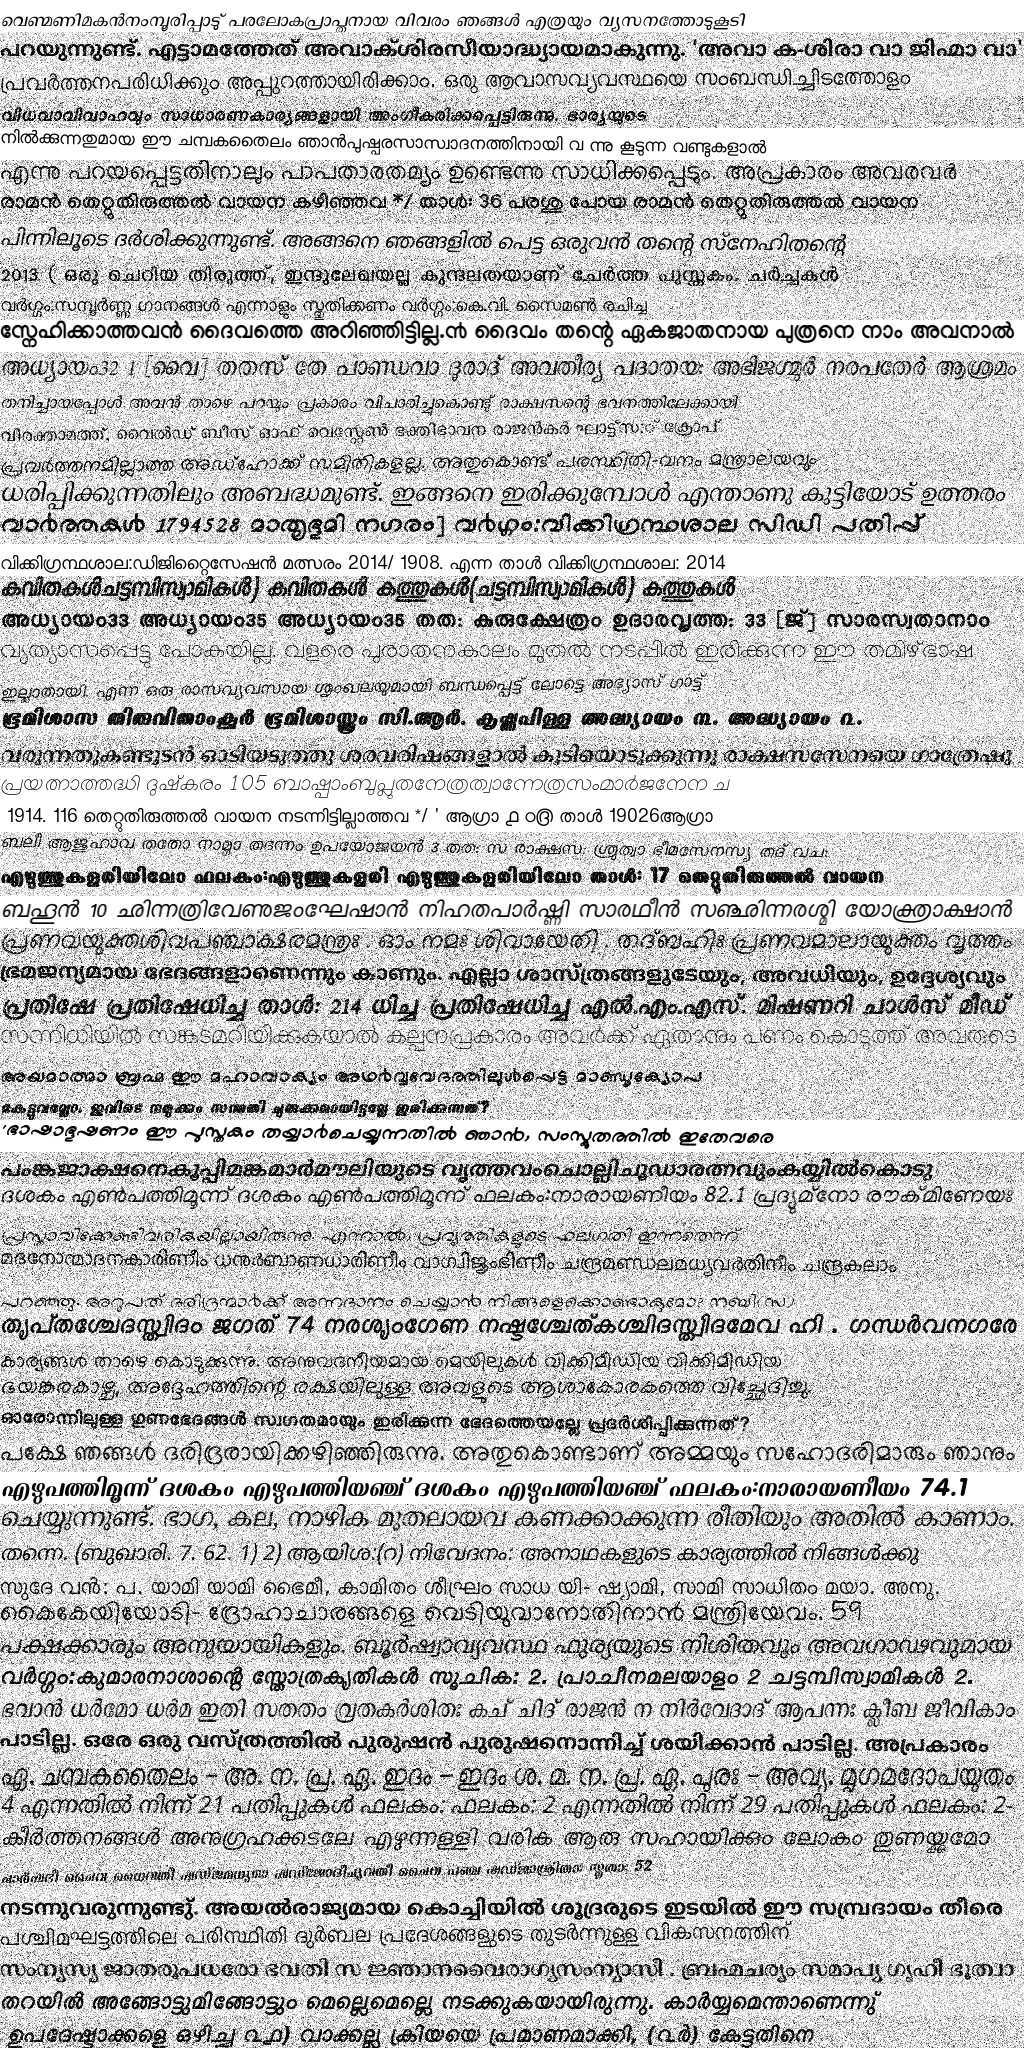 വെണ്മണിമകൻനംമ്പൂരിപ്പാടു് പരലോകപ്രാപ്തനായ വിവരം ഞങ്ങൾ എത്രയും വ്യസനത്തോടുകൂടി
പറയുന്നുണ്ട്. എട്ടാമത്തേത് അവാക്ശിരസീയാദ്ധ്യായമാകുന്നു. 'അവാ ക-ശിരാ വാ ജിഹ്മാ വാ'
പ്രവർത്തനപരിധിക്കും അപ്പുറത്തായിരിക്കാം. ഒരു ആവാസവ്യവസ്ഥയെ സംബന്ധിച്ചിടത്തോളം
വിധവാവിവാഹവും സാധാരണകാര്യങ്ങളായി അംഗീകരിക്കപ്പെട്ടിരുന്നു. ഭാര്യയുടെ
നിൽക്കുന്നതുമായ ഈ ചമ്പകതൈലം ഞാൻപുഷ്പരസാസ്വാദനത്തിനായി വ ന്നു കൂടുന്ന വണ്ടുകളാൽ
എന്നു പറയപ്പെട്ടതിനാലും പാപതാരതമ്യം ഉണ്ടെന്നു സാധിക്കപ്പെടും. അപ്രകാരം അവരവർ
രാമൻ തെറ്റുതിരുത്തൽ വായന കഴിഞ്ഞവ */ താൾ: 36 പരശു പോയ രാമൻ തെറ്റുതിരുത്തൽ വായന
പിന്നിലൂടെ ദർശിക്കുന്നുണ്ട്. അങ്ങനെ ഞങ്ങളിൽ പെട്ട ഒരുവൻ തന്റെ സ്നേഹിതന്റെ
2013 ( ഒരു ചെറിയ തിരുത്ത്, ഇന്ദുലേഖയല്ല കുന്ദലതയാണ് ചേർത്ത പുസ്തകം. ചർച്ചകൾ
വർഗ്ഗം:സമ്പൂർണ്ണ ഗാനങ്ങൾ എന്നാളും സ്തുതിക്കണം വർഗ്ഗം:കെ.വി. സൈമൺ രചിച്ച
സ്നേഹിക്കാത്തവൻ ദൈവത്തെ അറിഞ്ഞിട്ടില്ല.൯ ദൈവം തന്റെ ഏകജാതനായ പുത്രനെ നാം അവനാൽ
അധ്യായം32 1 [വൈ] തതസ് തേ പാണ്ഡവാ ദൂരാദ് അവതീര്യ പദാതയഃ അഭിജഗ്മുർ നരപതേർ ആശ്രമം
തനിച്ചായപ്പോൾ അവൻ താഴെ പറയും പ്രകാരം വിചാരിച്ചുകൊണ്ടു് രാക്ഷസന്റെ ഭവനത്തിലേക്കായി
വിരക്താമത്ത്. വൈൽഡ് ബീസ് ഓഫ് വെസ്റ്റേൺ ഭക്തിഭാവന രാജൻകർ ക്രോപ്
പ്രവർത്തനമില്ലാത്ത അഡ്ഹോക്ക് സമിതികളല്ല. അതുകൊണ്ട് പരസ്ഥിതി-വനം മന്ത്രാലയവും
ധരിപ്പിക്കുന്നതിലും അബദ്ധമുണ്ട്. ഇങ്ങനെ ഇരിക്കുമ്പോൾ എന്താണു കുട്ടിയോട് ഉത്തരം
വാർത്തകൾ 1794528 മാതൃഭൂമി നഗരം] വർഗ്ഗം:വിക്കിഗ്രന്ഥശാല സിഡി പതിപ്പ്
വിക്കിഗ്രന്ഥശാല:ഡിജിറ്റൈസേഷൻ മത്സരം 2014/ 1908. എന്ന താൾ വിക്കിഗ്രന്ഥശാല: 2014
കവിതകൾചട്ടമ്പിസ്വാമികൾ} കവിതകൾ കത്തുകൾ(ചട്ടമ്പിസ്വാമികൾ) കത്തുകൾ
അധ്യായം33 അധ്യായം35 അധ്യായം35 തത: കുരുക്ഷേത്രം ഉദാരവൃത്ത: 33 [ജ്] സാരസ്വതാനാം
വ്യത്യാസപ്പെട്ടു പോകയില്ല. വളരെ പുരാതനകാലം മുതൽ നടപ്പിൽ ഇരിക്കുന്ന ഈ തമിഴ്ഭാഷ
ഇല്ലാതായി. എണ്ണ ഒരു രാസവ്യവസായ ശൃംഖലയുമായി ബന്ധപ്പെട്ട് ലോട്ടെ അഭ്യാസ് ഗാട്ട്
ഭൂമിശാസ തിരുവിതാംകൂർ ഭൂമിശാസ്ത്രം സി.ആർ. കൃഷ്ണപിള്ള അദ്ധ്യായം ൩. അദ്ധ്യായം ൨.
വരുന്നതുകണ്ടുടൻ ഓടിയടുത്തു ശരവരിഷങ്ങളാൽ കുടിയൊടുക്കുന്നു രാക്ഷസസേനയെ ഗാത്രേഷു
പ്രയത്നാത്തദ്ധി ദുഷ്കരം 105 ബാഷ്പാംബുപ്ലുതനേത്രത്വാന്നേത്രസംമാർജനേന ച
1914. 116 തെറ്റുതിരുത്തൽ വായന നടന്നിട്ടില്ലാത്തവ */ ' ആഗ്രാ ൧ ൦൫ താൾ 19026ആഗ്രാ
ബലീ ആജുഹാവ തതോ നാമ്നാ തദന്നം ഉപയോജയൻ 3 തതഃ സ രാക്ഷസഃ ശ്രുത്വാ ഭീമസേനസ്യ തദ് വചഃ
എഴുത്തുകളരിയിലോ ഫലകം:എഴുത്തുകളരി എഴുത്തുകളരിയിലോ താൾ: 17 തെറ്റുതിരുത്തൽ വായന
ബഹൂൻ 10 ഛിന്നത്രിവേണുജംഘേഷാൻ നിഹതപാർഷ്ണി സാരഥീൻ സഞ്ഛിന്നരശ്മി യോക്ത്രാക്ഷാൻ
പ്രണവയുക്തശിവപഞ്ചാക്ഷരമന്ത്രഃ . ഓം നമഃ ശിവായേതി . തദ്ബഹിഃ പ്രണവമാലായുക്തം വൃത്തം
ഭ്രമജന്യമായ ഭേദങ്ങളാണെന്നും കാണും. എല്ലാ ശാസ്ത്രങ്ങളുടേയും, അവധിയും, ഉദ്ദേശ്യവും
പ്രതിഷേ പ്രതിഷേധിച്ച താൾ: 214 ധിച്ച പ്രതിഷേധിച്ച എൽ.എം.എസ്. മിഷണറി ചാൾസ് മീഡ്
സന്നിധിയിൽ സങ്കടമറിയിക്കുകയാൽ കല്പനപ്രകാരം അവർക്ക് ഏതാനും പണം കൊടുത്ത് അവരുടെ
അയമാത്മാ ബ്രഹ്മ ഈ മഹാവാക്യം അഥർവ്വവേദത്തിലുൾപ്പെട്ട മാണ്ഡൂക്യോപ
കേട്ടുവല്ലോ. ഇവിടെ നമുക്കും സമ്മതി ചുരുക്കമായിട്ടല്ലേ ഇരിക്കുന്നത്?
'ഭാഷാഭൂഷണം ഈ പുസ്തകം തയ്യാർചെയ്യുന്നതിൽ ഞാൻ, സംസ്കൃതത്തിൽ ഇതേവരെ
പംങ്കജാക്ഷനെകൂപ്പിമങ്കമാർമൗലിയുടെ വൃത്തവംചൊല്ലിചൂഡാരത്നവുംകയ്യിൽകൊടു
ദശകം എൺപത്തിമൂന്ന് ദശകം എൺപത്തിമൂന്ന് ഫലകം:നാരായണീയം 82.1 പ്രദ്യുമ്നോ രൗക്മിണേയഃ
പ്രസ്താവിക്കേണ്ടിവരികയില്ലായിരുന്നു. എന്നാൽ, പ്രവൃത്തികളുടെ ഫലഗതി ഇന്നതെന്ന്
മദനോന്മാദനകാരിണീം ധനുർബാണധാരിണീം വാഗ്വിജൃംഭിണീം ചന്ദ്രമണ്ഡലമധ്യവർതിനീം ചന്ദ്രകലാം
പറഞ്ഞു. അറുപത് ദരിദ്രന്മാർക്ക് അന്നദാനം ചെയ്യാൻ നിങ്ങളെക്കൊണ്ടാകുമോ? നബി(സ)
തൃപ്തശ്ചേദസ്ത്വിദം ജഗത് 74 നരശൃംഗേണ നഷ്ടശ്ചേത്കശ്ചിദസ്ത്വിദമേവ ഹി . ഗന്ധർവനഗരേ
കാര്യങ്ങൾ താഴെ കൊടുക്കുന്നു. അനുവദനീയമായ മെയിലുകൾ വിക്കിമീഡിയ വിക്കിമീഡിയ
ഭയങ്കരകാഴ്ച, അദ്ദേഹത്തിന്റെ രക്ഷയിലുള്ള അവളുടെ ആശാകോരകത്തെ വിച്ഛേദിച്ചു.
ഓരോന്നിലുള്ള ഗുണഭേദങ്ങൾ സ്വഗതമായും ഇരിക്കുന്ന ഭേദത്തെയല്ലേ പ്രദർശിപ്പിക്കുന്നത്?
പക്ഷേ ഞങ്ങൾ ദരിദ്രരായിക്കഴിഞ്ഞിരുന്നു. അതുകൊണ്ടാണ് അമ്മയും സഹോദരിമാരും ഞാനും
എഴുപത്തിമൂന്ന് ദശകം എഴുപത്തിയഞ്ച് ദശകം എഴുപത്തിയഞ്ച് ഫലകം:നാരായണീയം 74.1
ചെയ്യുന്നുണ്ട്. ഭാഗ, കല, നാഴിക മുതലായവ കണക്കാക്കുന്ന രീതിയും അതിൽ കാണാം.
തന്നെ. (ബുഖാരി. 7. 62. 1) 2) ആയിശ:(റ) നിവേദനം: അനാഥകളുടെ കാര്യത്തിൽ നിങ്ങൾക്കു
സുദേ വൻ: പ. യാമി യാമി ഭൈമീ, കാമിതം ശീഘ്രം സാധ യി- ഷ്യാമി, സാമി സാധിതം മയാ. അനു.
കൈകേയിയോടി- ദ്രോഹാചാരങ്ങളെ വെടിയുവാനോതിനാൻ മന്ത്രിയേവം. 59
പക്ഷക്കാരും അനുയായികളും. ബൂർഷ്വാവ്യവസ്ഥ ഫ്യൂര്യയുടെ നിശിതവും അവഗാഢവുമായ
വർഗ്ഗം:കുമാരനാശാന്റെ സ്തോത്രകൃതികൾ സൂചിക: 2. പ്രാചീനമലയാളം 2 ചട്ടമ്പിസ്വാമികൾ 2.
ഭവാൻ ധർമോ ധർമ ഇതി സതതം വ്രതകർശിതഃ കച് ചിദ് രാജൻ ന നിർവേദാദ് ആപന്നഃ ക്ലീബ ജീവികാം
പാടില്ല. ഒരേ ഒരു വസ്ത്രത്തിൽ പുരുഷൻ പുരുഷനൊന്നിച്ച് ശയിക്കാൻ പാടില്ല. അപ്രകാരം
ഏ. ചമ്പകതൈലം – അ. ന. പ്ര. ഏ. ഇദം – ഇദം ശ. മ. ന. പ്ര. ഏ. പുരഃ – അവ്യ. മൃഗമദോപയുതം
4 എന്നതിൽ നിന്ന് 21 പതിപ്പുകൾ ഫലകം. ഫലകം: 2 എന്നതിൽ നിന്ന് 29 പതിപ്പുകൾ ഫലകം: 2-
കീർത്തനങ്ങൾ അനുഗ്രഹക്കടലേ എഴുന്നള്ളി വരിക ആരു സഹായിക്കും ലോകം തുണയ്ക്കുമോ
52
നടന്നുവരുന്നുണ്ടു്. അയൽരാജ്യമായ കൊച്ചിയിൽ ശൂദ്രരുടെ ഇടയിൽ ഈ സമ്പ്രദായം തീരെ
പശ്ചിമഘട്ടത്തിലെ പരിസ്ഥിതി ദുർബല പ്രദേശങ്ങളുടെ തുടർന്നുള്ള വികസനത്തിന്
സംന്യസ്യ ജാതരൂപധരോ ഭവതി സ ജ്ഞാനവൈരാഗ്യസംന്യാസീ . ബ്രഹ്മചര്യം സമാപ്യ ഗൃഹീ ഭൂത്വാ
തറയിൽ അങ്ങോട്ടുമിങ്ങോട്ടും മെല്ലെമെല്ലെ നടക്കുകയായിരുന്നു. കാർയ്യമെന്താണെന്നു്
ഉപദേഷ്ടാക്കളെ ഒഴിച്ചു ൨൧) വാക്കല്ല ക്രിയയെ പ്രമാണമാക്കി, (൨ർ) കേട്ടതിനെ